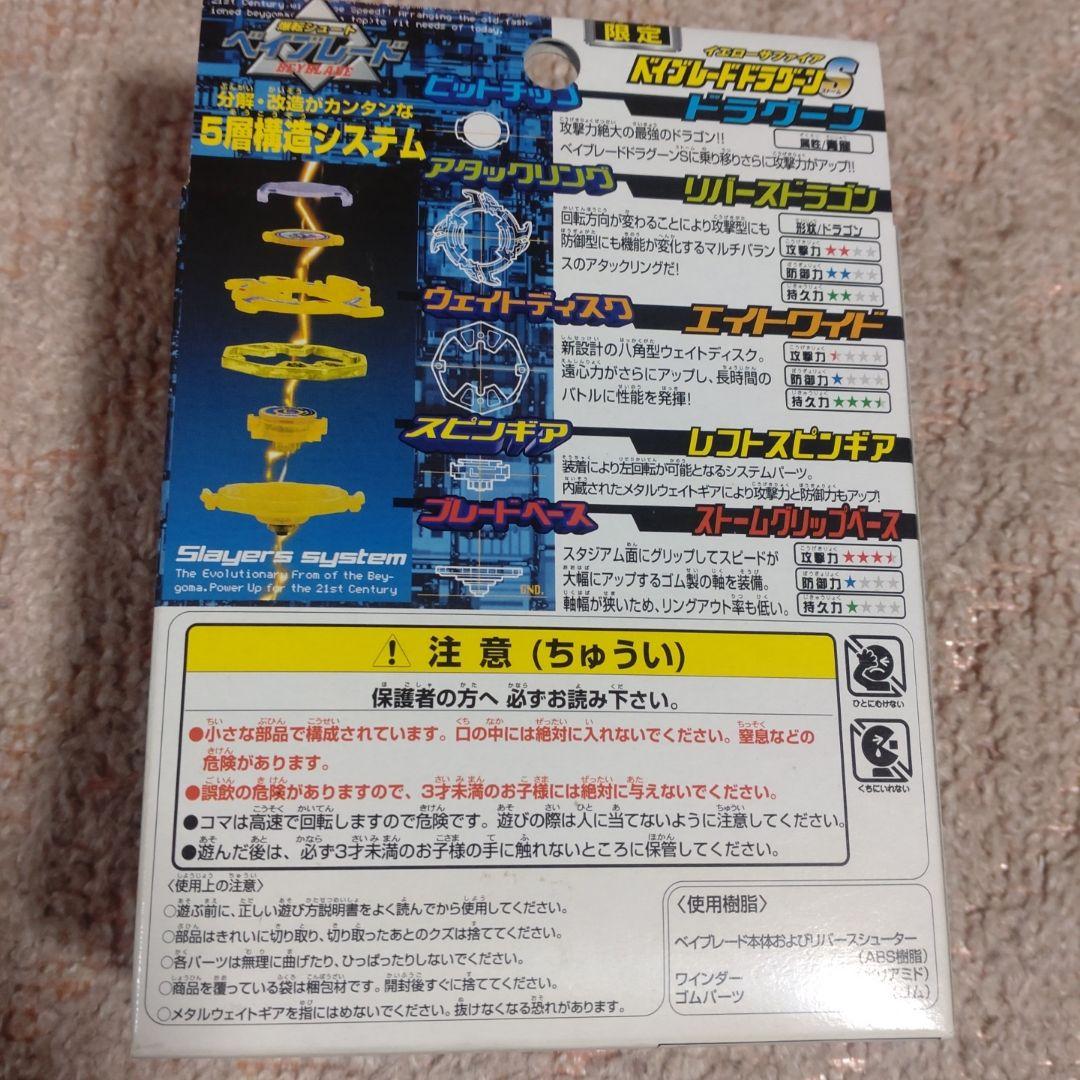 21st Century.
Speed!! Arranging the old-fash-
ioned beygoma
to fit needs of today.
爆転シュート
ベイブレード
BEYBLADE
限定
イエローサファイア
ベイブレードドラグーンS
ストーム
分解・改造がカンタンな
5層構造システム
ビットチップ
ドラグーン
攻撃力絶大の最強のドラゴン!!
ベイブレードドラグーンSに乗り移りさらに攻撃力がアップ!!
属性/青龍
アタックリング
リバースドラゴン
回転方向が変わることにより攻撃型にも
防御型にも機能が変化するマルチバラン
スのアタックリングだ!
形状/ドラゴン
攻撃力 ★★☆☆
防御力 ★★☆☆
持久力 ★★☆☆
ウェイトディスク
エイトワイド
新設計の八角型ウェイトディスク。
遠心力がさらにアップし、長時間の
バトルに性能を発揮!
攻撃力
防御力 ★☆☆☆
持久力
スピンギア
レフトスピンギア
装着により左回転が可能となるシステムパーツ。
内蔵されたメタルウェイトギアにより攻撃力と防御力もアップ!
ブレードベース
ストームグリップベース
スタジアム面にグリップしてスピードが
大幅にアップするゴム製の軸を装備。
軸幅が狭いため、リングアウト率も低い。
攻撃力
防御力 ★☆☆☆
持久力 ★☆☆☆
GND.
Slayers system
The Evolutionary From of the Bey-
goma.Power Up for the 21st Century
注意(ちゅうい)
保護者の方へ 必ずお読み下さい。
●小さな部品で構成されています。口の中には絶対に入れないでください。窒息などの
危険があります。
●誤飲の危険がありますので、3才未満のお子様には絶対に与えないでください。
●コマは高速で回転しますので危険です。遊びの際は人に当てないように注意してください。
●遊んだ後は、必ず3才未満のお子様の手に触れないところに保管してください。
ひとにむけない
くちにいれない
〈使用上の注意〉
○遊ぶ前に、正しい遊び方説明書をよく読んでから使用してください。
○部品はきれいに切り取り、切り取ったあとのクズは捨ててください。
○各パーツは無理に曲げたり、ひっぱったりしないでください。
○商品を覆っている袋は梱包材です。開封後すぐに捨ててください。
○メタルウェイトギアを指にはめないでください。抜けなくなる恐れがあります。
〈使用樹脂〉
ベイブレード本体およびリバースシューター
(ABS樹脂)
ワインダー
リアミド)
ゴムパーツ
ゴム)